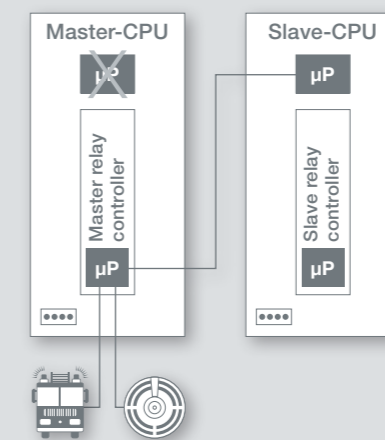 Master-CPU
µP
Master relay
controller
µP
Slave-CPU
µP
Slave relay
controller
µP